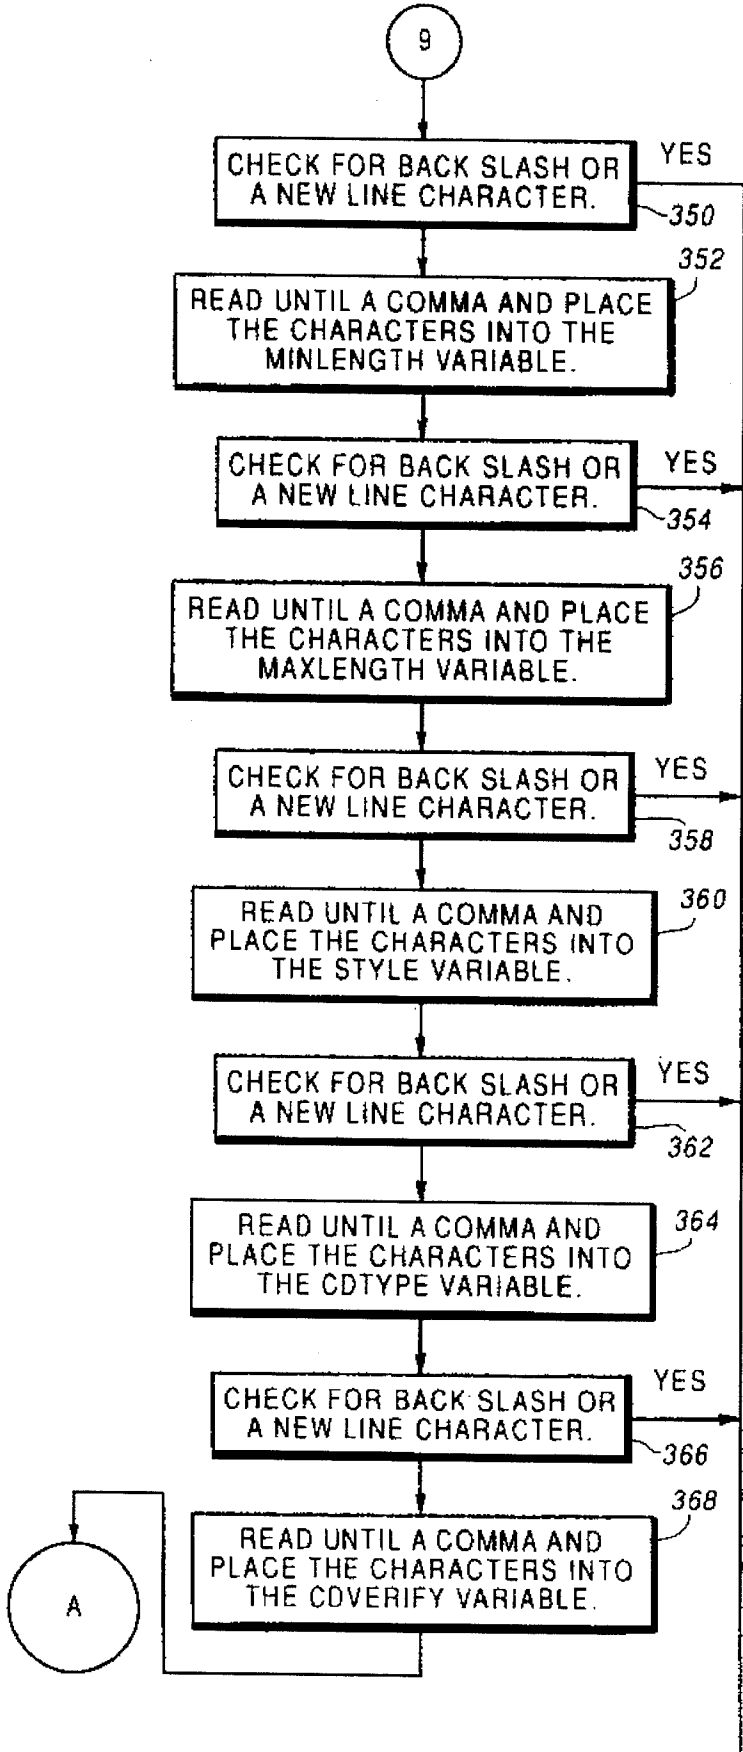 9
CHECK FOR BACK SLASH OR
A NEW LINE CHARACTER.
YES
350
352
READ UNTIL A COMMA AND PLACE
THE CHARACTERS INTO THE
MINLENGTH VARIABLE.
CHECK FOR BACK SLASH OR
A NEW LINE CHARACTER.
YES
354
356
READ UNTIL A COMMA AND PLACE
THE CHARACTERS INTO THE
MAXLENGTH VARIABLE.
CHECK FOR BACK SLASH OR
A NEW LINE CHARACTER.
YES
358
360
READ UNTIL A COMMA AND
PLACE THE CHARACTERS INTO
THE STYLE VARIABLE.
CHECK FOR BACK SLASH OR
A NEW LINE CHARACTER.
YES
362
364
READ UNTIL A COMMA AND
PLACE THE CHARACTERS INTO
THE CDTYPE VARIABLE.
CHECK FOR BACK SLASH OR
A NEW LINE CHARACTER.
YES
366
368
READ UNTIL A COMMA AND
PLACE THE CHARACTERS INTO
THE CDVERIFY VARIABLE.
A